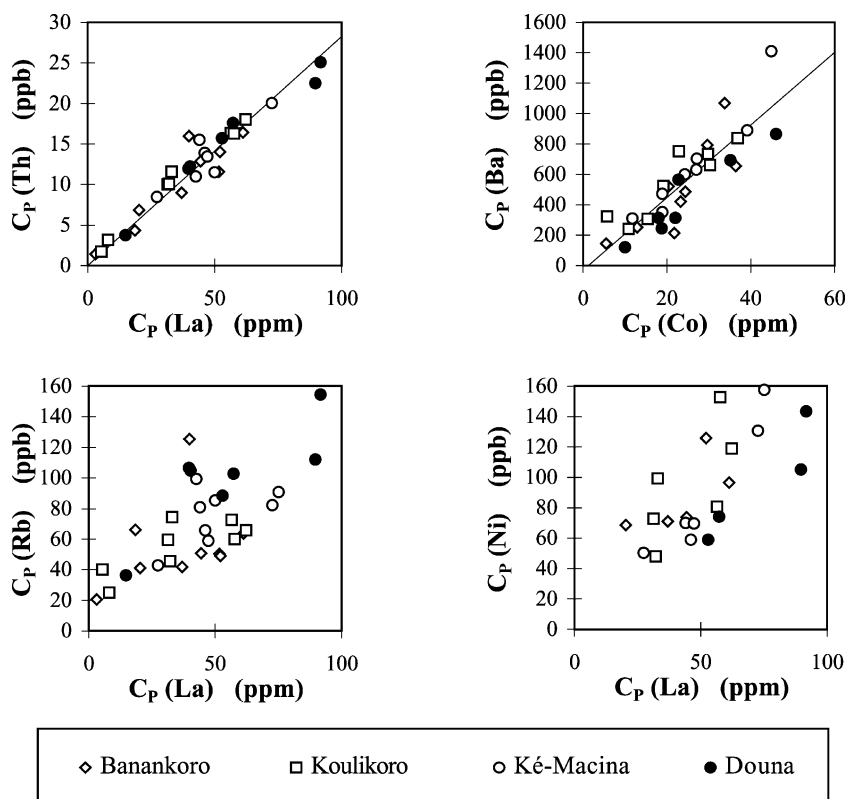 30
25
20
15
10
5
0
C_P (Th) (ppb)
0 50 100
C_P (La) (ppm)
1600
1400
1200
1000
800
600
400
200
0
C_P (Ba) (ppb)
0 20 40 60
C_P (Co) (ppm)
160
140
120
100
80
60
40
20
0
C_P (Rb) (ppb)
0 50 100
C_P (La) (ppm)
160
140
120
100
80
60
40
20
0
C_P (Ni) (ppb)
0 50 100
C_P (La) (ppm)
Banankoro Koulikoro Ké-Macina Douna